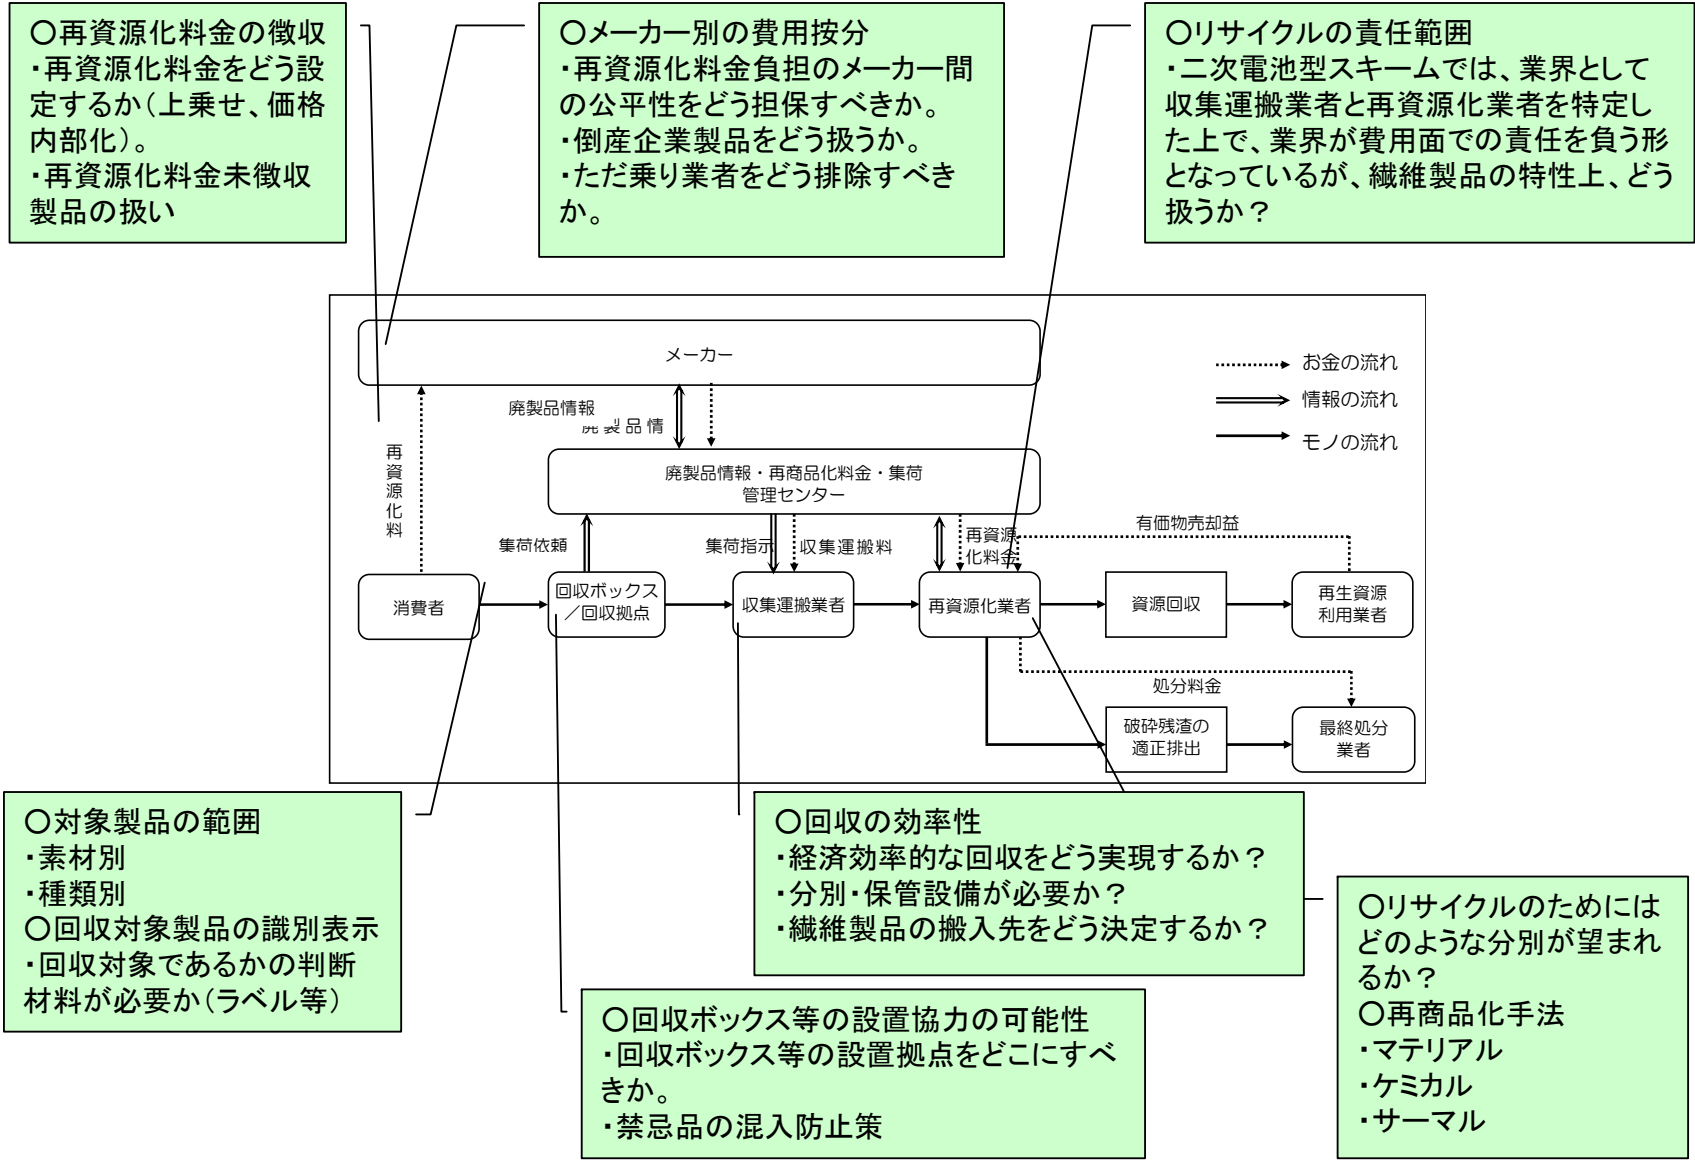 〇再資源化料金の徴収
・再資源化料金をどう設
定するか（上乗せ、価格
内部化）。
・再資源化料金未徴収
製品の扱い
〇メーカー別の費用按分
・再資源化料金負担のメーカー間
の公平性をどう担保すべきか。
・倒産企業製品をどう扱うか。
・ただ乗り業者をどう排除すべき
か。
〇リサイクルの責任範囲
・二次電池型スキームでは、業界として
収集運搬業者と再資源化業者を特定し
た上で、業界が費用面での責任を負う形
となっているが、繊維製品の特性上、どう
扱うか？
メーカー
お金の流れ
情報の流れ
モノの流れ
廃製品情報
廃製品情
再資源化料
廃製品情報・再商品化料金・集荷
管理センター
集荷依頼
集荷指示
収集運搬料
再資源
化料金
有価物売却益
消費者
回収ボックス
／回収拠点
収集運搬業者
再資源化業者
資源回収
再生資源
利用業者
処分料金
破砕残渣の
適正排出
最終処分
業者
〇対象製品の範囲
・素材別
・種類別
〇回収対象製品の識別表示
・回収対象であるかの判断
材料が必要か（ラベル等）
〇回収の効率性
・経済効率的な回収をどう実現するか？
・分別・保管設備が必要か？
・繊維製品の搬入先をどう決定するか？
〇回収ボックス等の設置協力の可能性
・回収ボックス等の設置拠点をどこにすべ
きか。
・禁忌品の混入防止策
〇リサイクルのためには
どのような分別が望まれ
るか？
〇再商品化手法
・マテリアル
・ケミカル
・サーマル